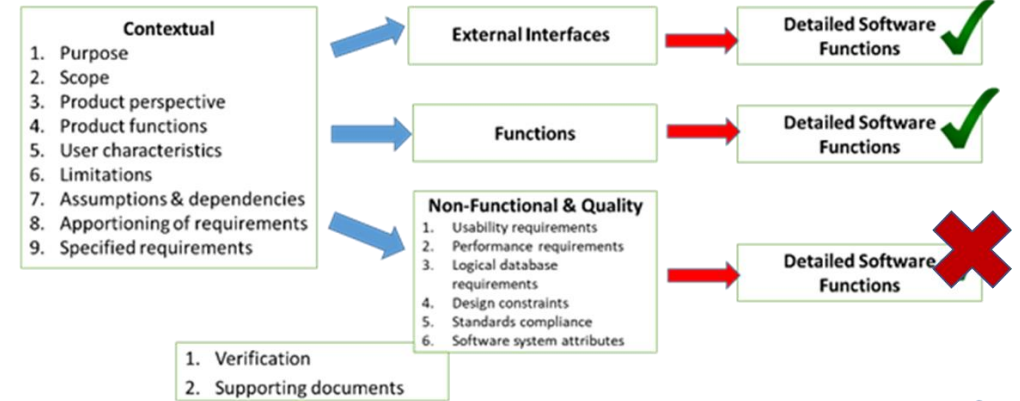 Contextual
1. Purpose
2. Scope
3. Product perspective
4. Product functions
5. User characteristics
6. Limitations
7. Assumptions & dependencies
8. Apportioning of requirements
9. Specified requirements
External Interfaces
Detailed Software
Functions
Functions
Detailed Software
Functions
Non-Functional & Quality
1. Usability requirements
2. Performance requirements
3. Logical database
requirements
4. Design constraints
5. Standards compliance
6. Software system attributes
Detailed Software
Functions
1. Verification
2. Supporting documents